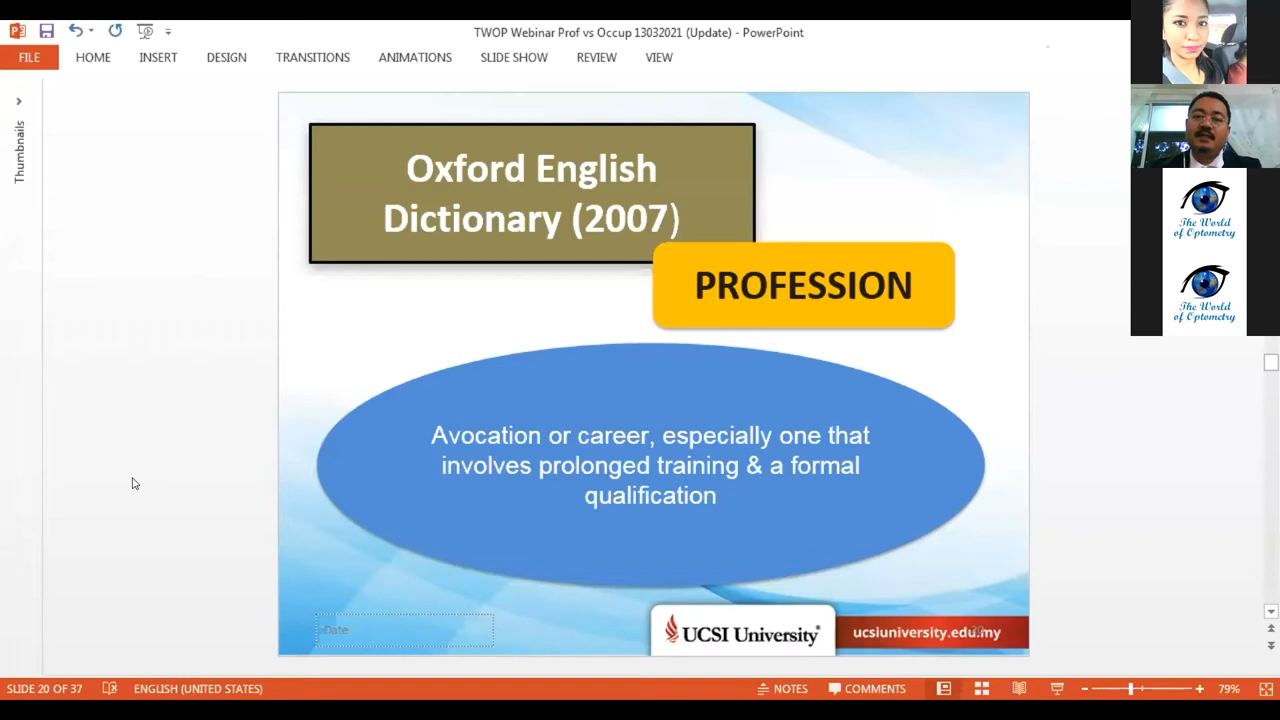 TWOP Webinar Prof vs Occup 13032021 (Update) - PowerPoint
FILE HOME INSERT DESIGN TRANSITIONS ANIMATIONS SLIDE SHOW REVIEW VIEW
Thumbnails
Oxford English
Dictionary (2007)
PROFESSION
Avocation or career, especially one that
involves prolonged training & a formal
qualification
Date
UCSI University
ucsiuniversity.edu.my
20
The World
of Optometry
The World
of Optometry
SLIDE 20 OF 37 ENGLISH (UNITED STATES) NOTES COMMENTS 79%